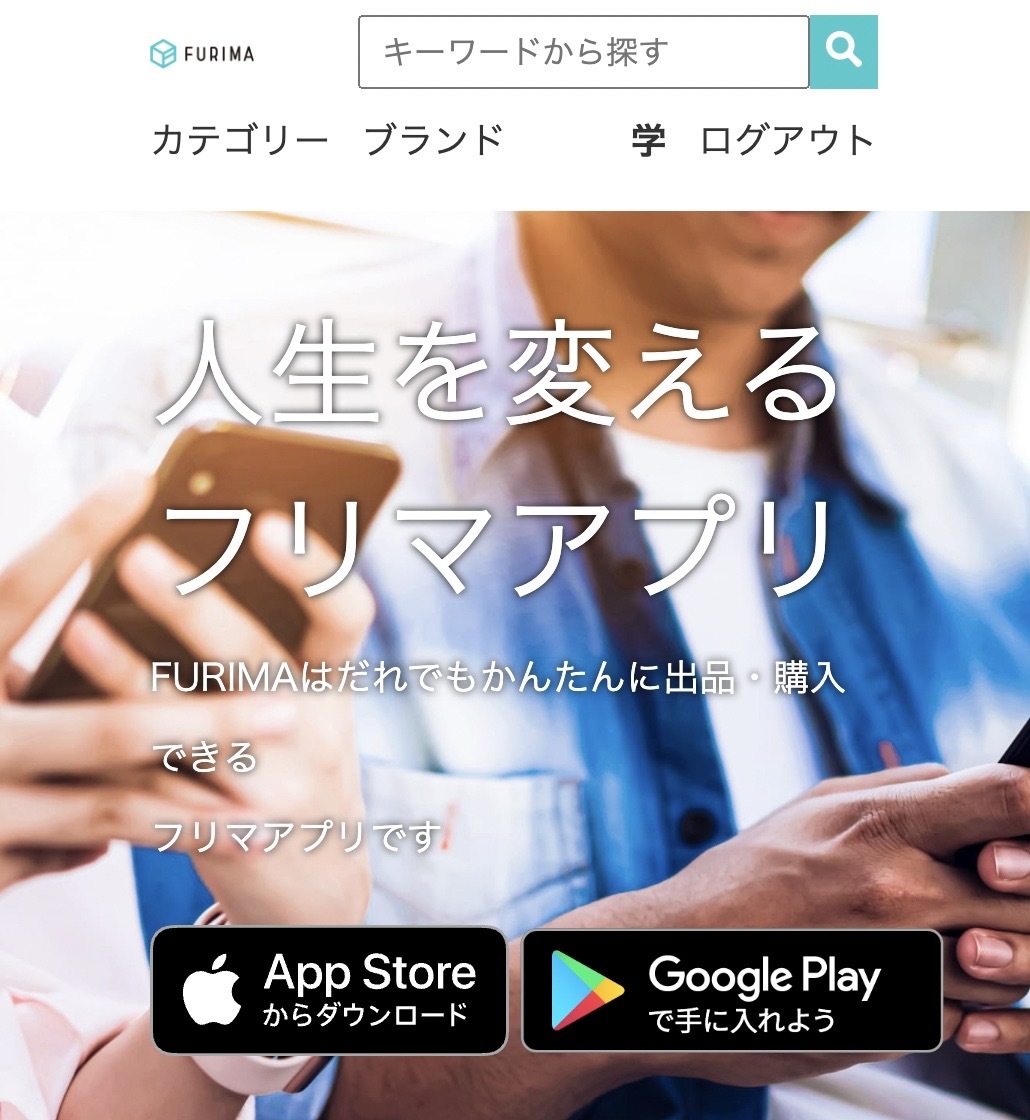 FURIMA
キーワードから探す
カテゴリー ブランド 学 ログアウト
人生を変える
フリマアプリ
FURIMAはだれでもかんたんに出品・購入
できる
フリマアプリです
App Store
からダウンロード
Google Play
で手に入れよう